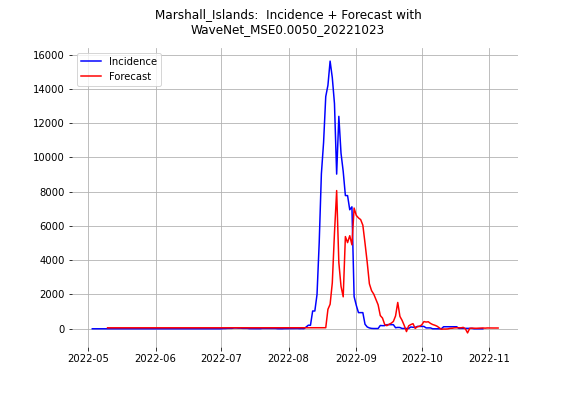 Marshall_Islands:  Incidence + Forecast with
WaveNet_MSE0.0050_20221023
Incidence
Forecast
16000
14000
12000
10000
8000
6000
4000
2000
0
2022-05 2022-06 2022-07 2022-08 2022-09 2022-10 2022-11